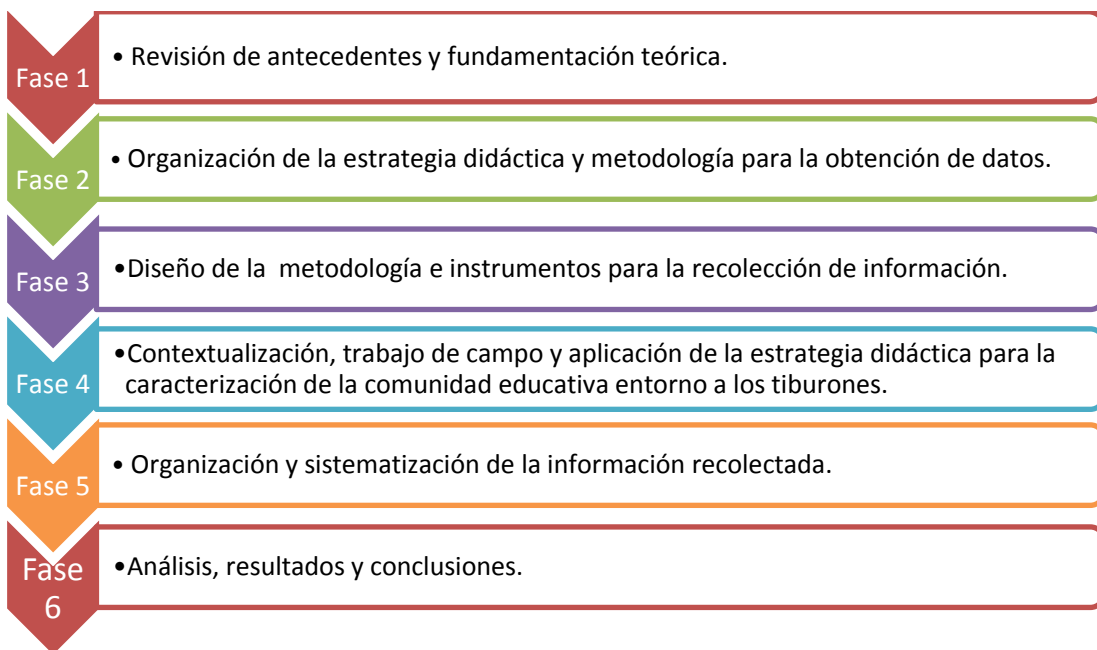 Fase 1
• Revisión de antecedentes y fundamentación teórica.
Fase 2
• Organización de la estrategia didáctica y metodología para la obtención de datos.
Fase 3
•Diseño de la  metodología e instrumentos para la recolección de información.
Fase 4
•Contextualización, trabajo de campo y aplicación de la estrategia didáctica para la
caracterización de la comunidad educativa entorno a los tiburones.
Fase 5
• Organización y sistematización de la información recolectada.
Fase
6
•Análisis, resultados y conclusiones.